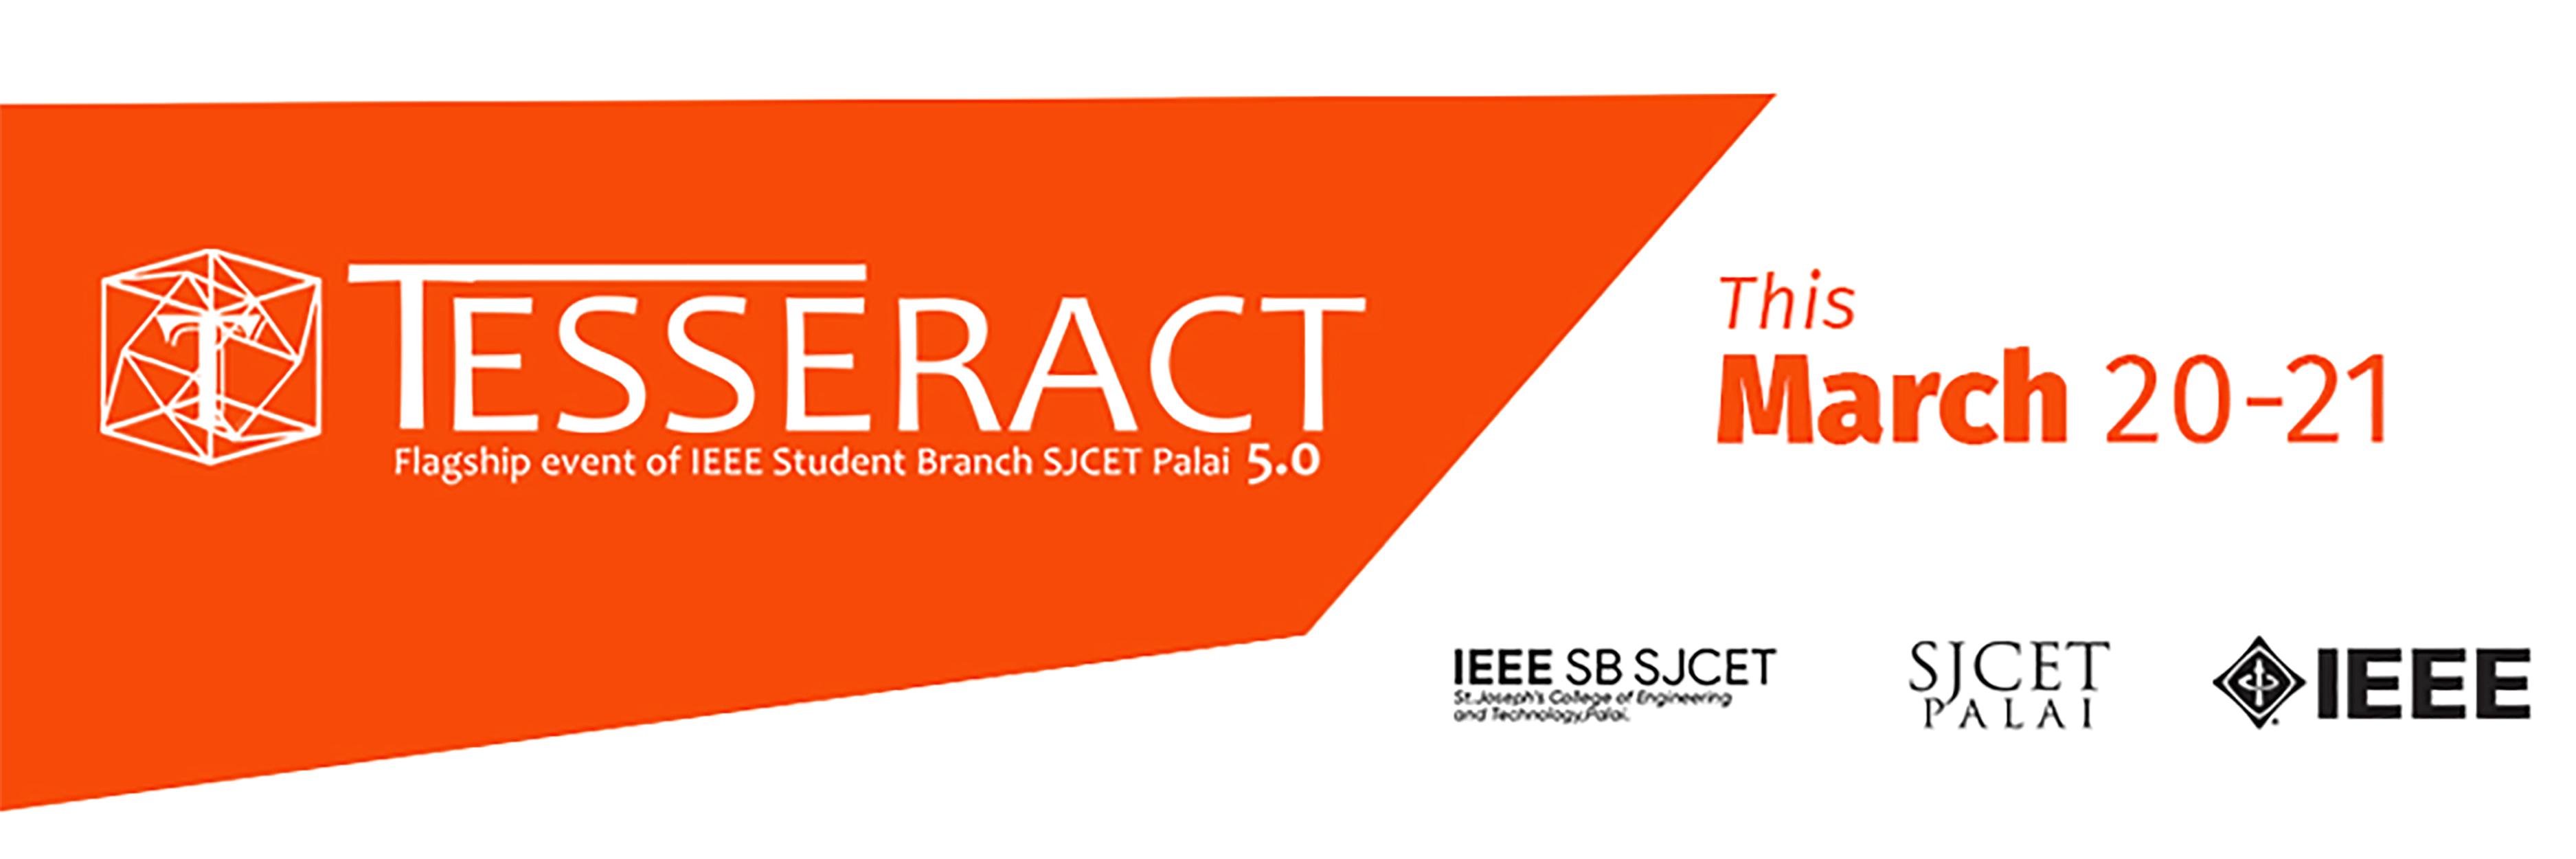 TESSERACT
Flagship event of IEEE Student Branch SJCET Palai 5.0
This
March 20-21
IEEE SB SJCET
St.Joseph's College of Engineering
and Technology,Palai.
SJCET
PALAI
IEEE